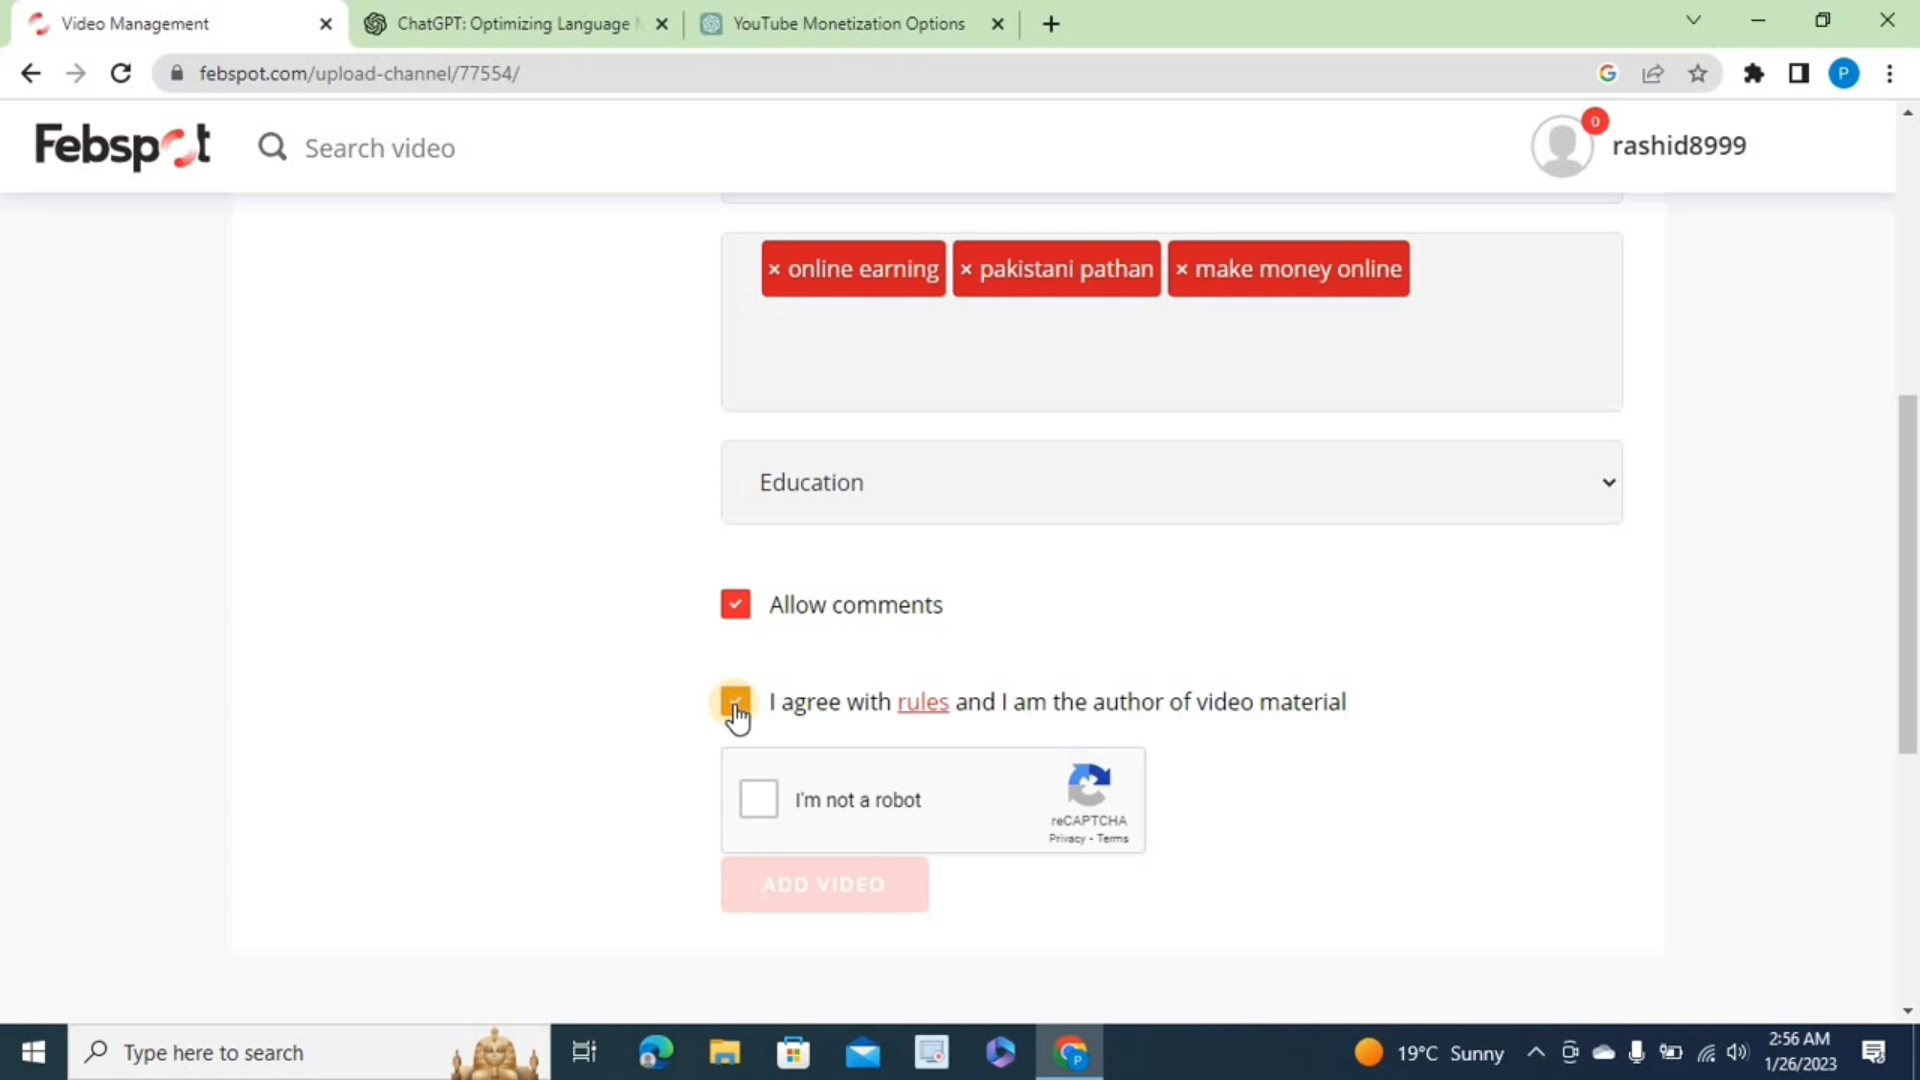 Video Management
ChatGPT: Optimizing Language
YouTube Monetization Options
febspot.com/upload-channel/77554/
P
Febspot
Search video
0
rashid8999
× online earning
× pakistani pathan
× make money online
Education
Allow comments
I agree with rules and I am the author of video material
I'm not a robot
reCAPTCHA
Privacy - Terms
ADD VIDEO
Type here to search
19°C Sunny
2:56 AM
1/26/2023